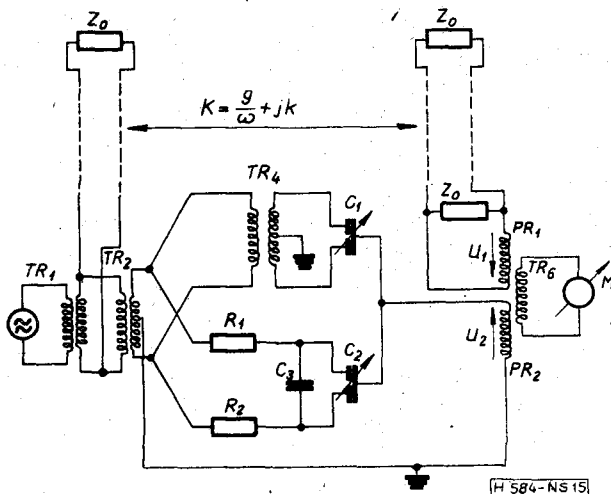 Z₀
Z₀
K = g/ω + jk
TR₄
C₁
Z₀
PR₁
U₁
TR₁
TR₂
TR₆
M
R₁
C₂
U₂
C₃
PR₂
R₂
H 584-NS 15